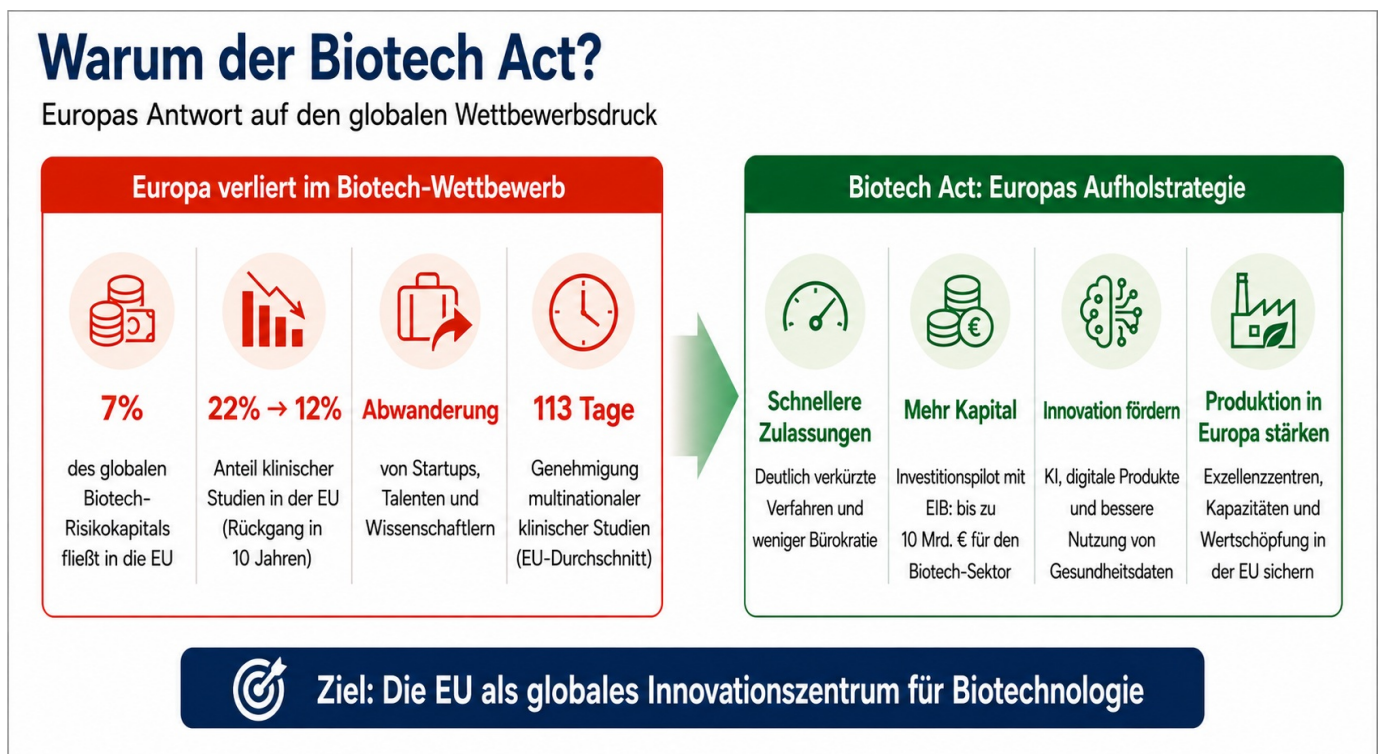 Warum der Biotech Act?
Europas Antwort auf den globalen Wettbewerbsdruck
Europa verliert im Biotech-Wettbewerb
7%
des globalen
Biotech-
Risikokapitals
fließt in die EU
22% → 12%
Anteil klinischer
Studien in der EU
(Rückgang in
10 Jahren)
Abwanderung
von Startups,
Talenten und
Wissenschaftlern
113 Tage
Genehmigung
multinationaler
klinischer Studien
(EU-Durchschnitt)
Biotech Act: Europas Aufholstrategie
Schnellere
Zulassungen
Deutlich verkürzte
Verfahren und
weniger Bürokratie
€
Mehr Kapital
Investitionspilot mit
EIB: bis zu
10 Mrd. € für den
Biotech-Sektor
Innovation fördern
KI, digitale Produkte
und bessere
Nutzung von
Gesundheitsdaten
Produktion in
Europa stärken
Exzellenzzentren,
Kapazitäten und
Wertschöpfung in
der EU sichern
Ziel: Die EU als globales Innovationszentrum für Biotechnologie